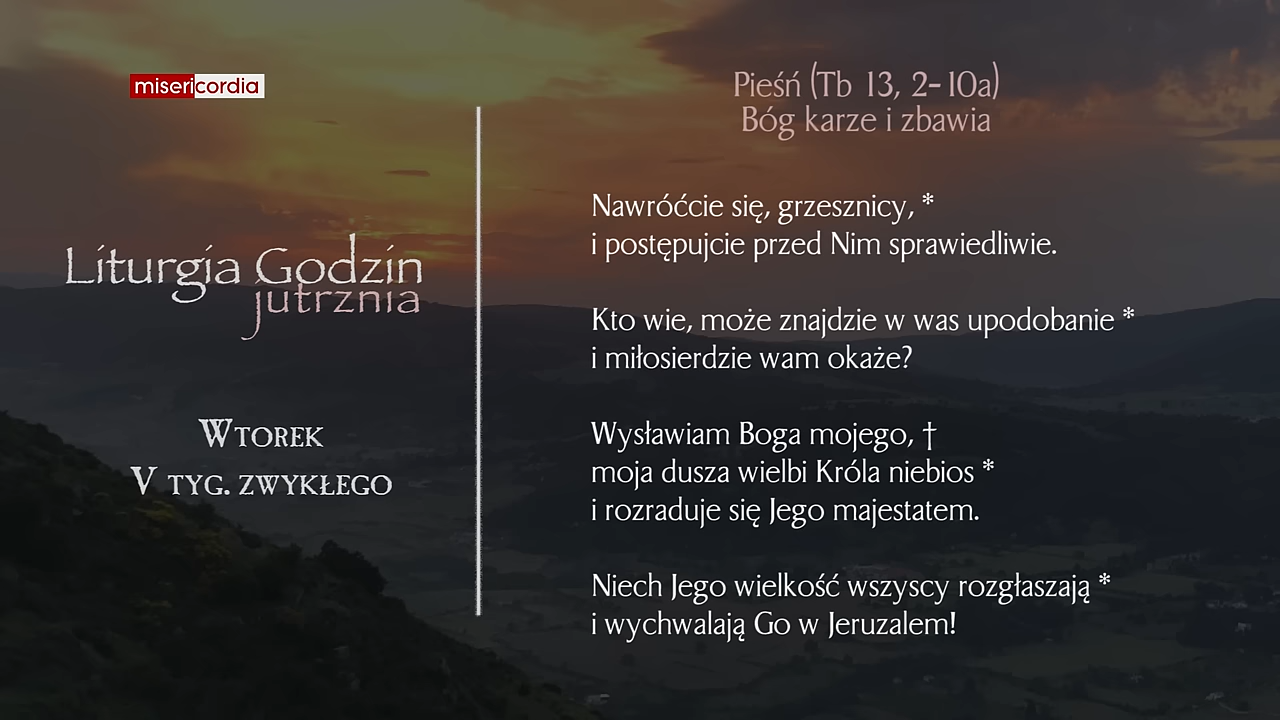 misericordia
Liturgia Godzin
jutrznia
Wtorek
V tyg. zwykłego
Pieśń (Tb 13, 2-10a)
Bóg karze i zbawia
Nawróćcie się, grzesznicy, *
i postępujcie przed Nim sprawiedliwie.
Kto wie, może znajdzie w was upodobanie *
i miłosierdzie wam okaże?
Wysławiam Boga mojego, †
moja dusza wielbi Króla niebios *
i rozraduje się Jego majestatem.
Niech Jego wielkość wszyscy rozgłaszają *
i wychwalają Go w Jeruzalem!